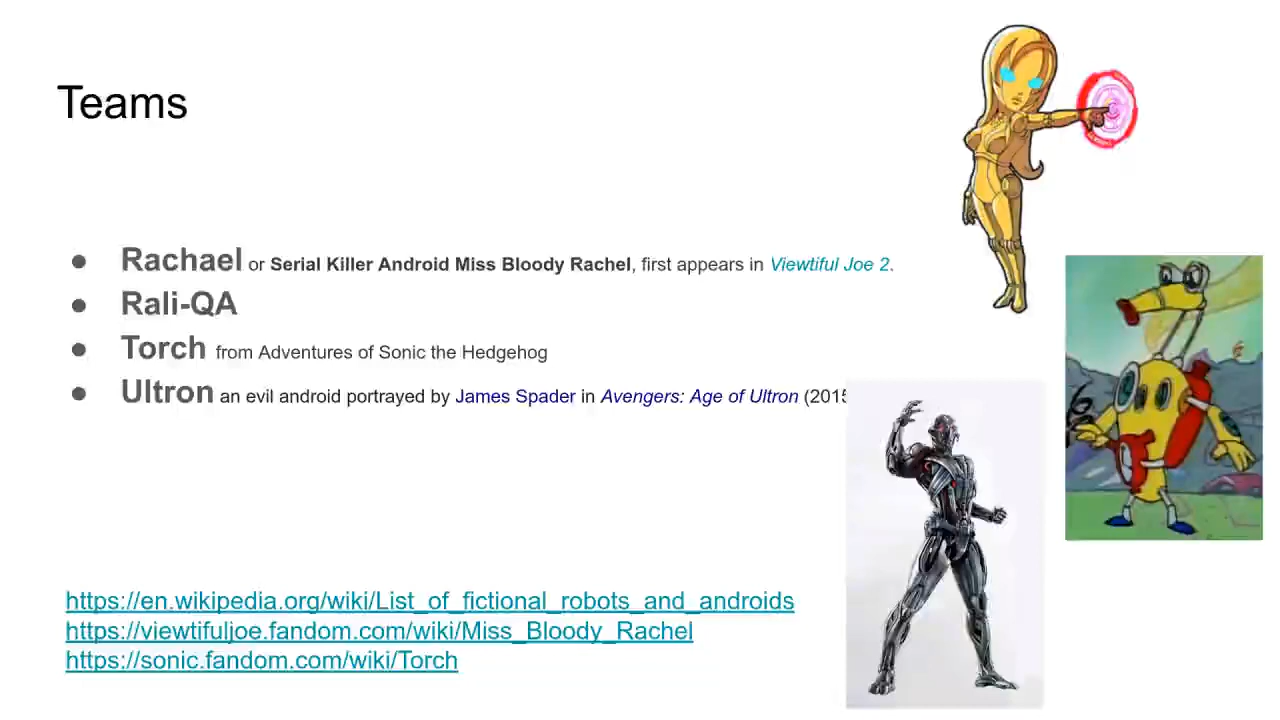 Teams
● Rachael or Serial Killer Android Miss Bloody Rachel, first appears in Viewtiful Joe 2.
● Rali-QA
● Torch from Adventures of Sonic the Hedgehog
● Ultron an evil android portrayed by James Spader in Avengers: Age of Ultron (2015
https://en.wikipedia.org/wiki/List_of_fictional_robots_and_androids
https://viewtifuljoe.fandom.com/wiki/Miss_Bloody_Rachel
https://sonic.fandom.com/wiki/Torch